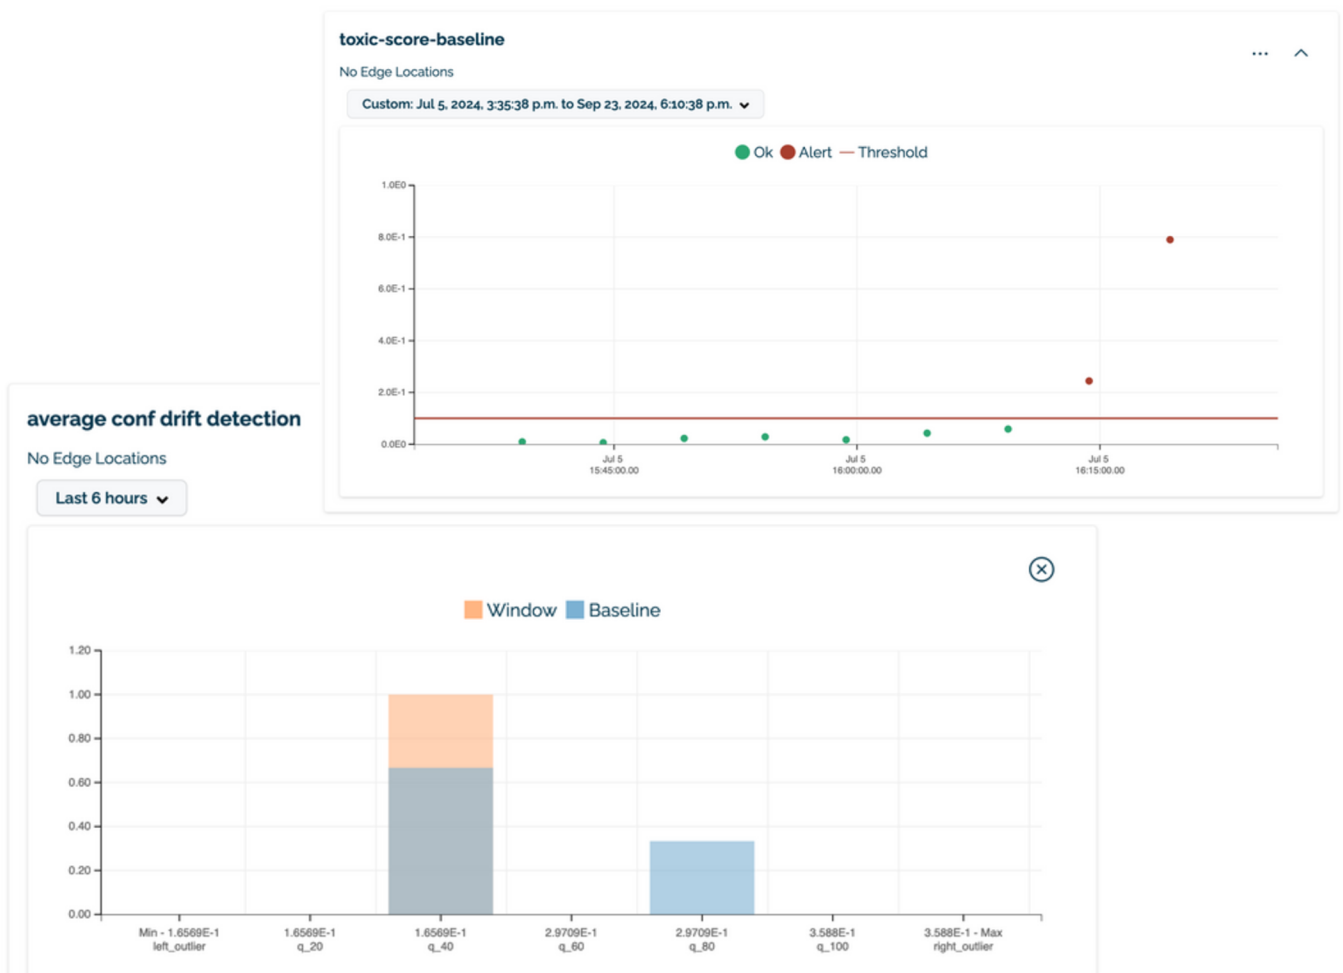 toxic-score-baseline
No Edge Locations
Custom: Jul 5, 2024, 3:35:38 p.m. to Sep 23, 2024, 6:10:38 p.m.
Ok Alert Threshold
1.0E0
8.0E-1
6.0E-1
4.0E-1
2.0E-1
0.0E0
Jul 5 Jul 5 Jul 5
15:45:00.00 16:00:00.00 16:15:00.00
average conf drift detection
No Edge Locations
Last 6 hours
Window Baseline
1.20
1.00
0.80
0.60
0.40
0.20
0.00
Min - 1.6569E-1 1.6569E-1 1.6569E-1 2.9709E-1 2.9709E-1 3.588E-1 3.588E-1 - Max
left_outlier q_20 q_40 q_60 q_80 q_100 right_outlier